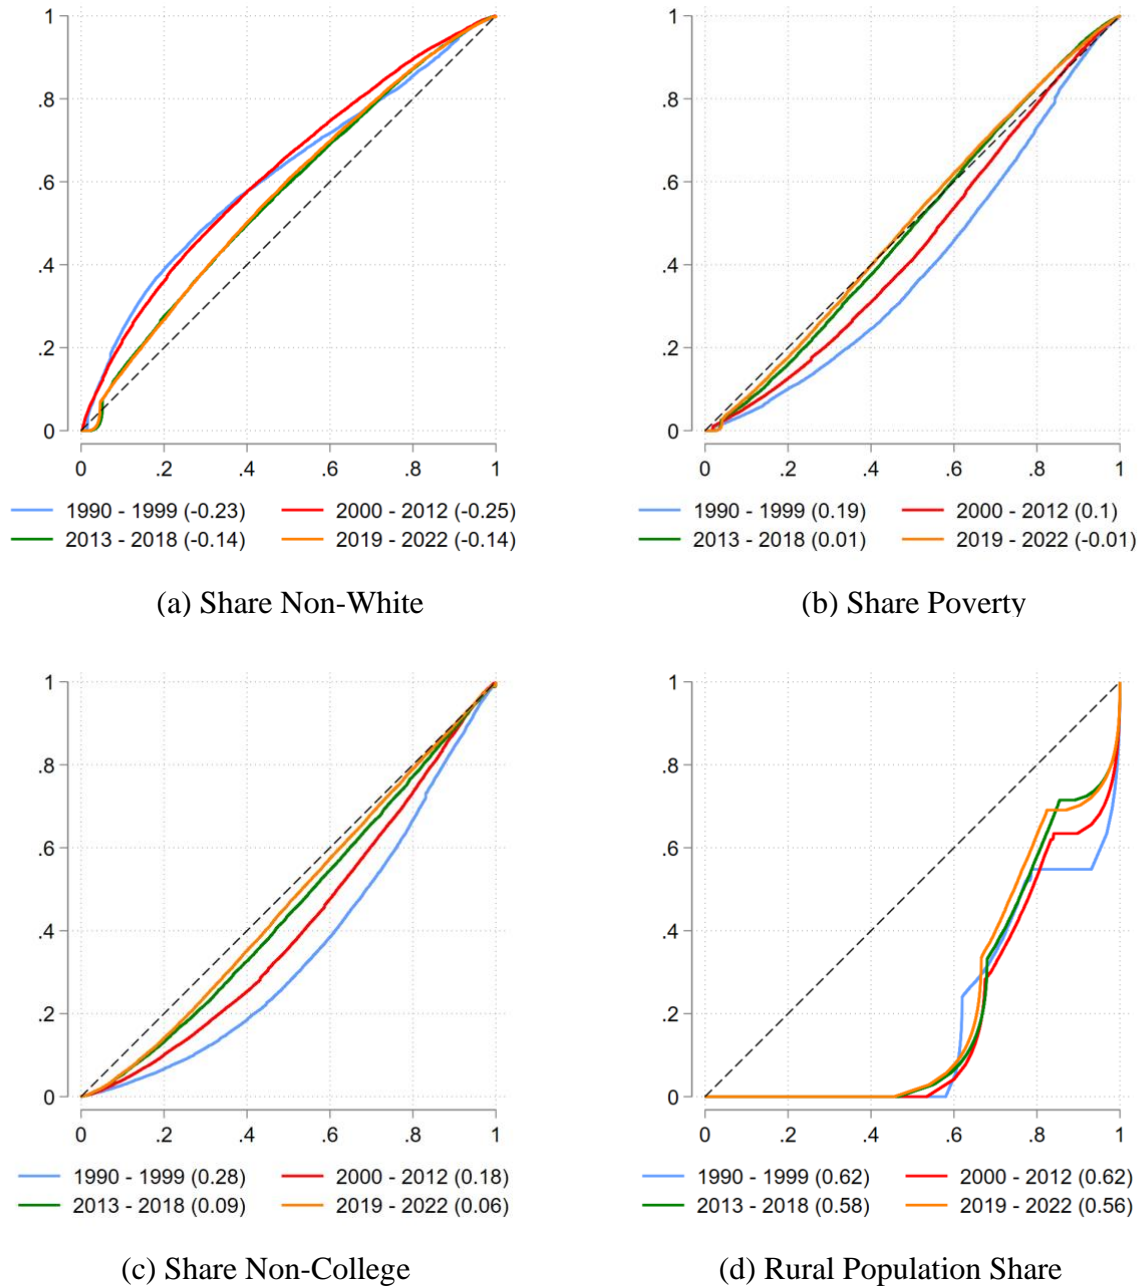 1
.8
.6
.4
.2
0
0 .2 .4 .6 .8 1
1990 - 1999 (-0.23) 2000 - 2012 (-0.25)
2013 - 2018 (-0.14) 2019 - 2022 (-0.14)
(a) Share Non-White
1
.8
.6
.4
.2
0
0 .2 .4 .6 .8 1
1990 - 1999 (0.19) 2000 - 2012 (0.1)
2013 - 2018 (0.01) 2019 - 2022 (-0.01)
(b) Share Poverty
1
.8
.6
.4
.2
0
0 .2 .4 .6 .8 1
1990 - 1999 (0.28) 2000 - 2012 (0.18)
2013 - 2018 (0.09) 2019 - 2022 (0.06)
(c) Share Non-College
1
.8
.6
.4
.2
0
0 .2 .4 .6 .8 1
1990 - 1999 (0.62) 2000 - 2012 (0.62)
2013 - 2018 (0.58) 2019 - 2022 (0.56)
(d) Rural Population Share